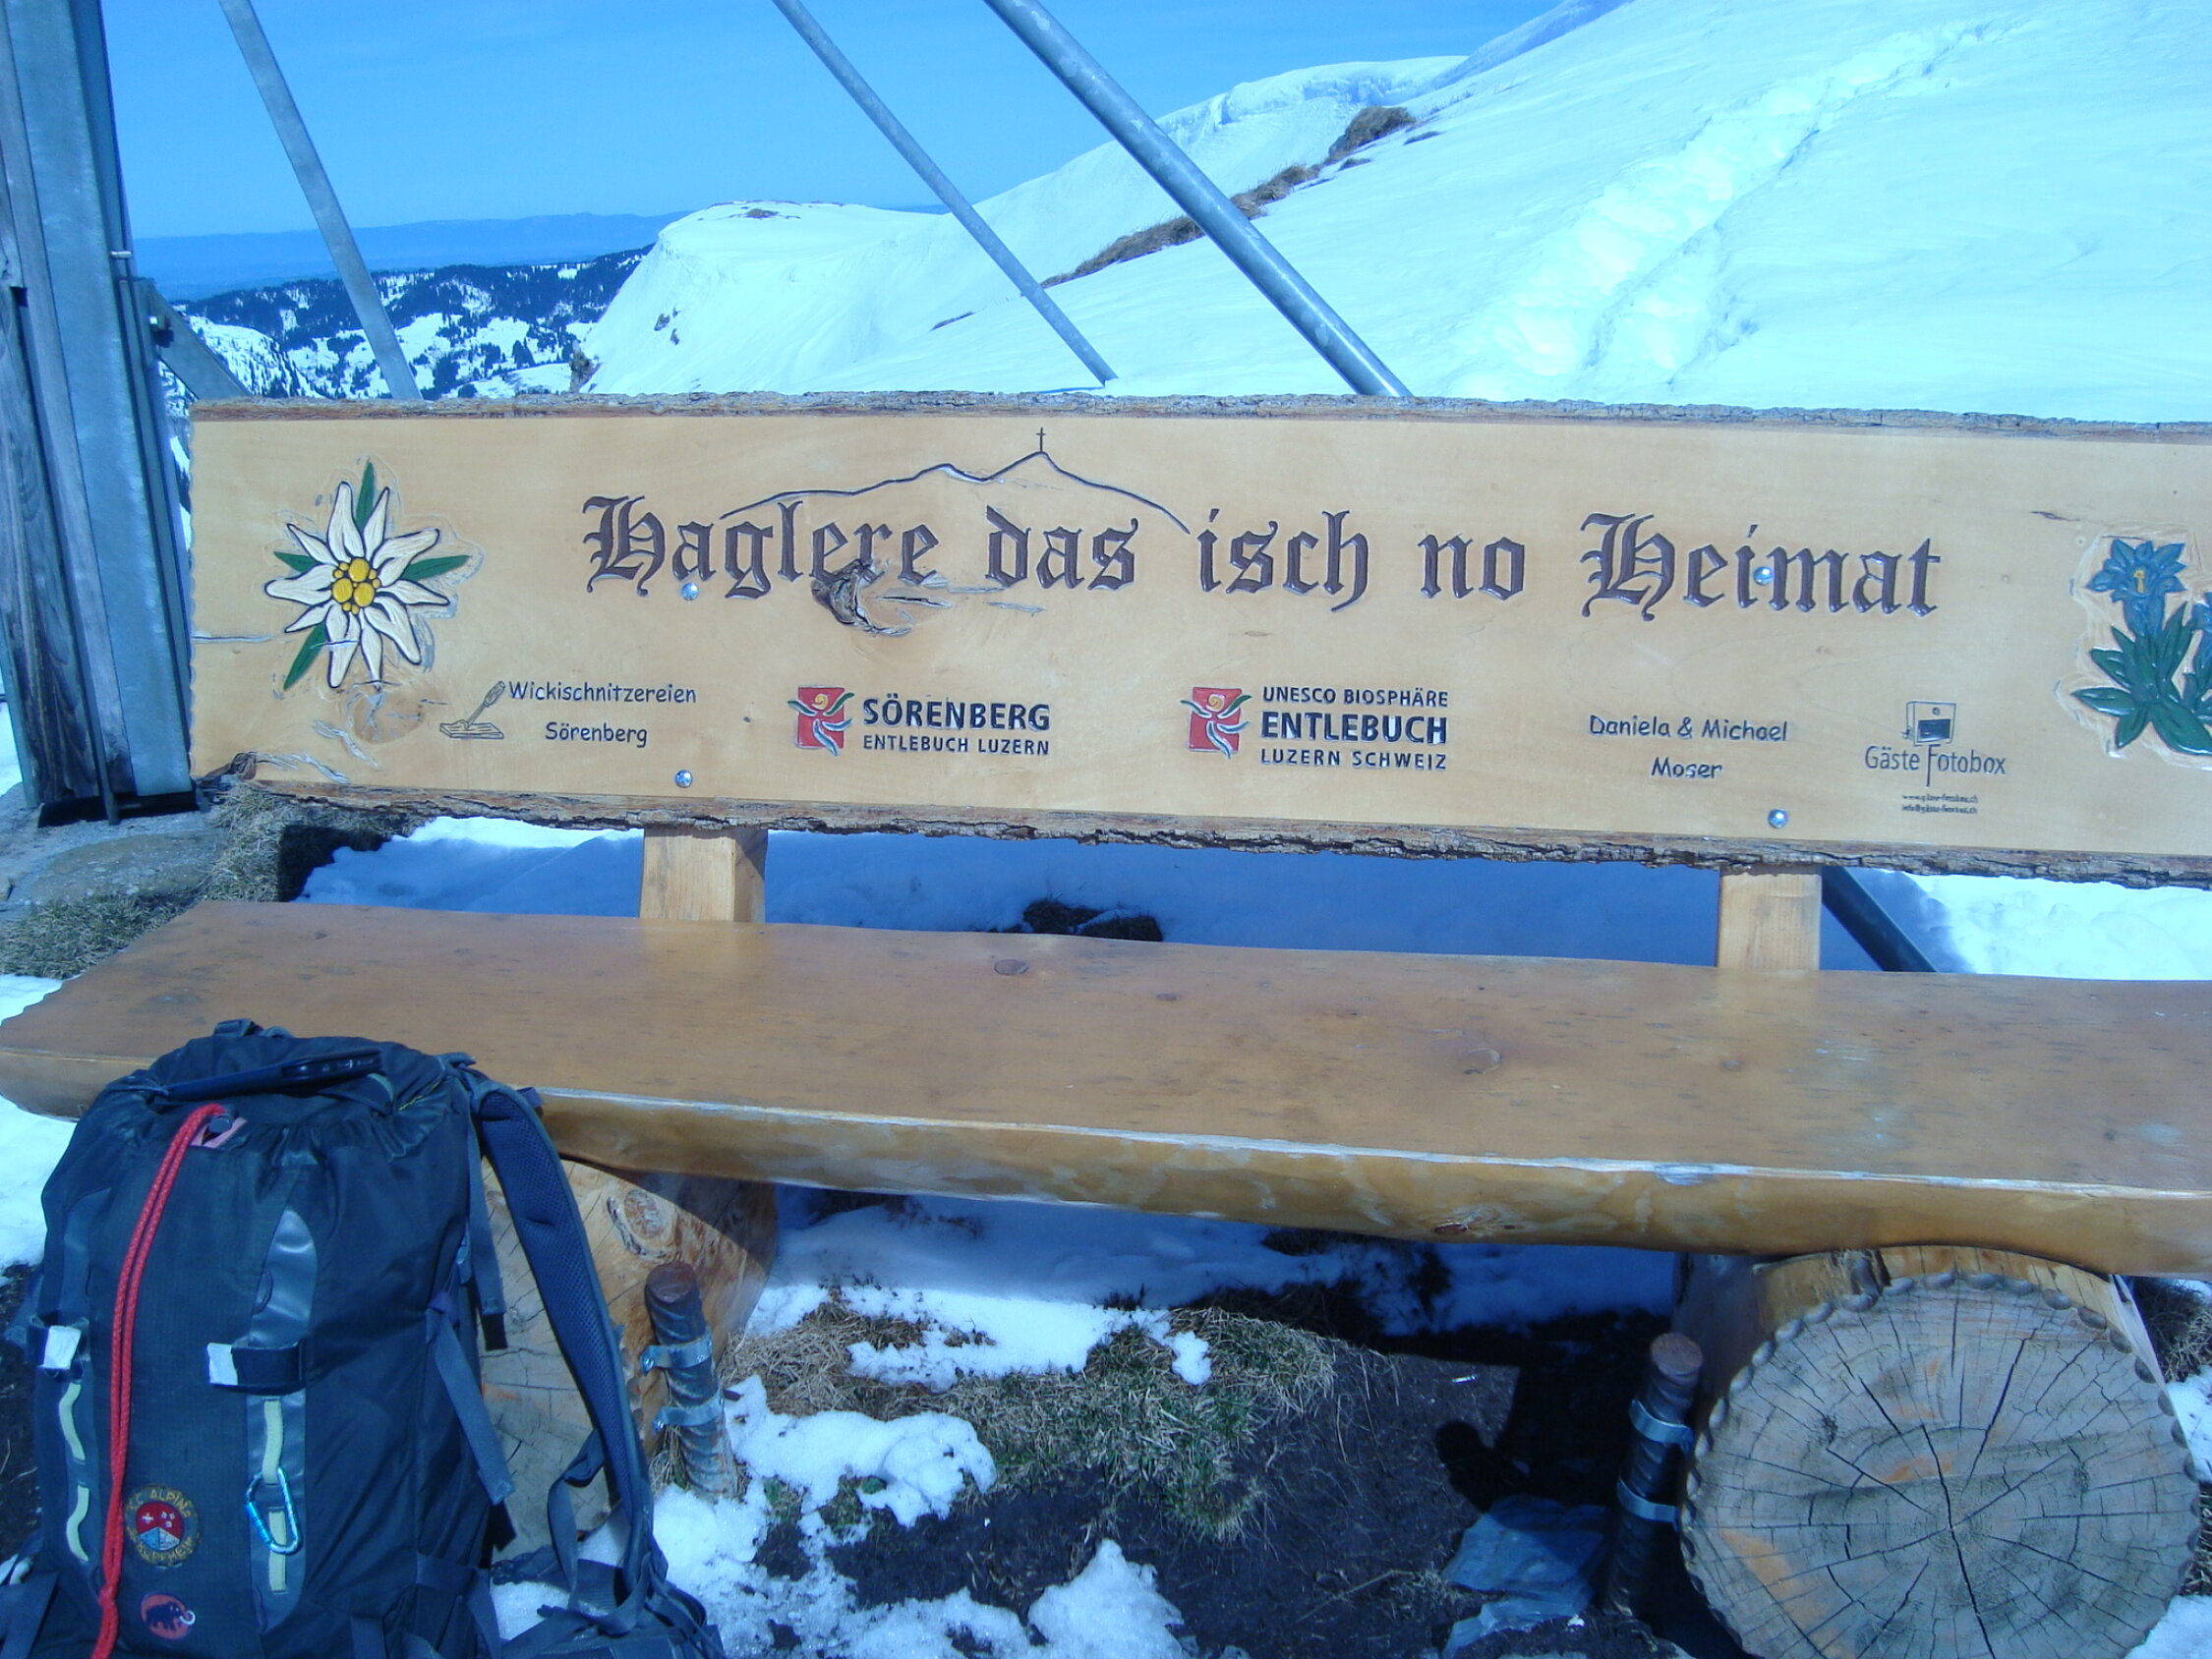 Haglere das isch no Heimat
Wickischnitzereien
Sörenberg
SÖRENBERG
ENTLEBUCH LUZERN
UNESCO BIOSPHÄRE
ENTLEBUCH
LUZERN SCHWEIZ
Daniela & Michael
Moser
Gäste Fotobox